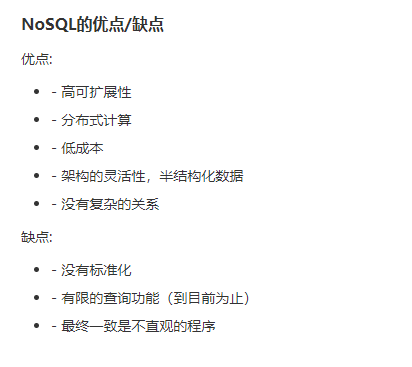 NoSQL的优点/缺点
优点:
- 高可扩展性
- 分布式计算
- 低成本
- 架构的灵活性，半结构化数据
- 没有复杂的关系
缺点:
- 没有标准化
- 有限的查询功能（到目前为止）
- 最终一致是不直观的程序